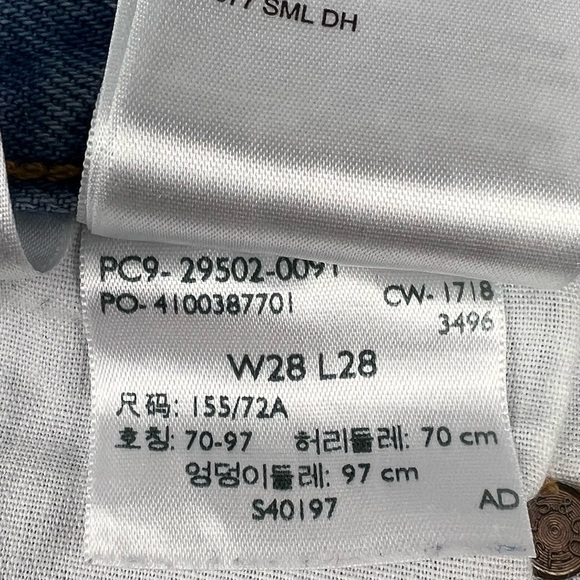 SML DH
PC9- 29502-0091
PO- 4100387701 CW- 1718
3496
W28 L28
尺码: 155/72A
호칭: 70-97 허리둘레: 70 cm
엉덩이둘레: 97 cm
S40197 AD